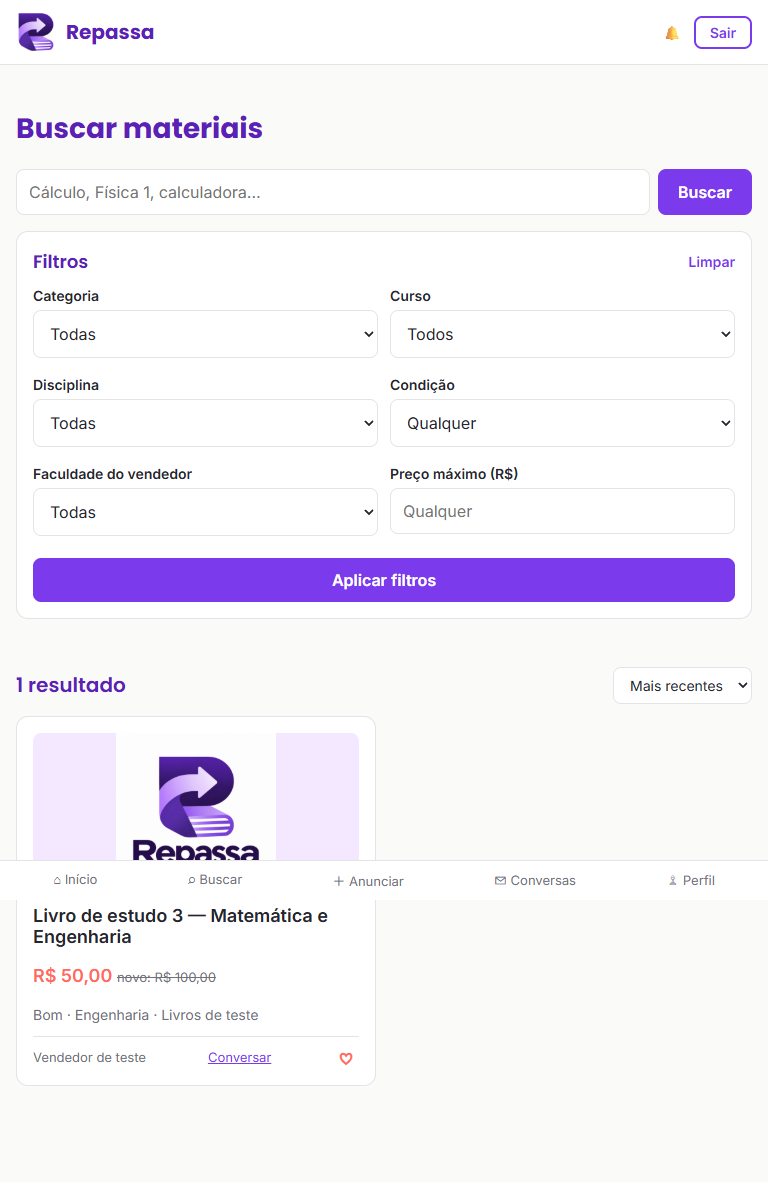 Repassa
Sair
Buscar materiais
Cálculo, Física 1, calculadora...
Buscar
Filtros
Limpar
Categoria
Curso
Todas
Todos
Disciplina
Condição
Todas
Qualquer
Faculdade do vendedor
Preço máximo (R$)
Todas
Qualquer
Aplicar filtros
1 resultado
Mais recentes
Repassa
Início
Buscar
Anunciar
Conversas
Perfil
Livro de estudo 3 — Matemática e
Engenharia
R$ 50,00 novo: R$ 100,00
Bom · Engenharia · Livros de teste
Vendedor de teste
Conversar